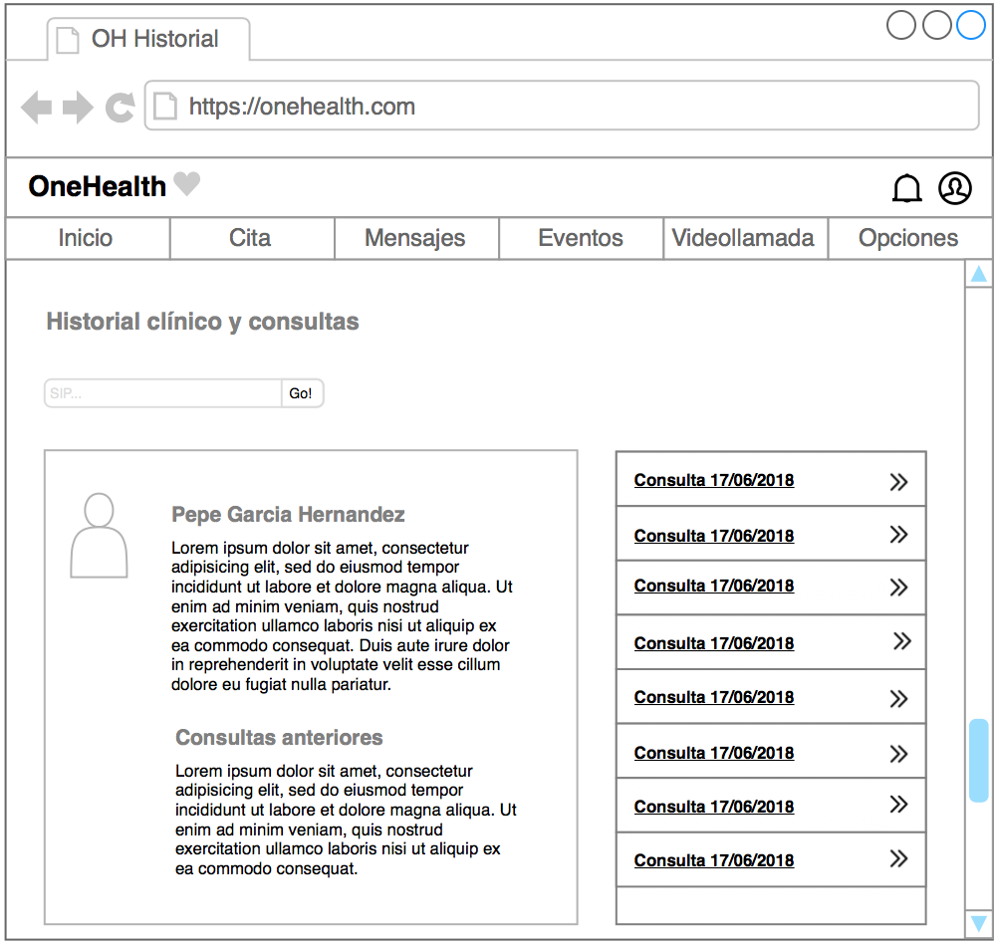 OH Historial
https://onehealth.com
OneHealth
Inicio
Cita
Mensajes
Eventos
Videollamada
Opciones
Historial clínico y consultas
SIP...
Go!
Pepe Garcia Hernandez
Lorem ipsum dolor sit amet, consectetur
adipisicing elit, sed do eiusmod tempor
incididunt ut labore et dolore magna aliqua. Ut
enim ad minim veniam, quis nostrud
exercitation ullamco laboris nisi ut aliquip ex
ea commodo consequat. Duis aute irure dolor
in reprehenderit in voluptate velit esse cillum
dolore eu fugiat nulla pariatur.
Consultas anteriores
Lorem ipsum dolor sit amet, consectetur
adipisicing elit, sed do eiusmod tempor
incididunt ut labore et dolore magna aliqua. Ut
enim ad minim veniam, quis nostrud
exercitation ullamco laboris nisi ut aliquip ex
ea commodo consequat.
Consulta 17/06/2018
Consulta 17/06/2018
Consulta 17/06/2018
Consulta 17/06/2018
Consulta 17/06/2018
Consulta 17/06/2018
Consulta 17/06/2018
Consulta 17/06/2018